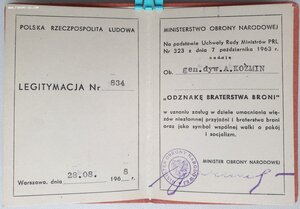 POLSKA RZECZPOSPOLITA LUDOWA
LEGITYMACJA Nr 834
Warszawa, dnia 28.08. 196 8
MINISTERSTWO OBRONY NARODOWEJ
Na podstawie Uchwały Rady Ministrów PRL
Nr 323 z dnia 7 października 1963 r.
nadaję
Ob. gen.dyw.A.KOŹMIN
„ODZNAKĘ BRATERSTWA BRONI"
w uznaniu zasług w dziele umacniania więzów niezłomnej przyjaźni i braterstwa broni
oraz jako symbol wspólnej walki o pokój
i socjalizm.
MINISTER OBRONY NARODOWEJ